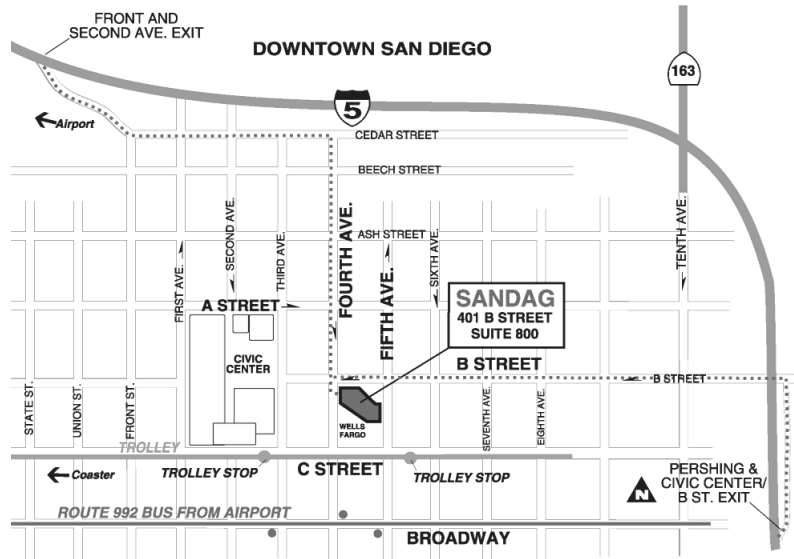 FRONT AND
SECOND AVE. EXIT
DOWNTOWN SAN DIEGO
163
5
Airport
CEDAR STREET
BEECH STREET
ASH STREET
FIRST AVE.
SECOND AVE.
THIRD AVE.
FOURTH AVE.
FIFTH AVE.
SIXTH AVE.
TENTH AVE.
A STREET
SANDAG
401 B STREET
SUITE 800
CIVIC
CENTER
B STREET
B STREET
STATE ST.
UNION ST.
FRONT ST.
WELLS
FARGO
SEVENTH AVE.
EIGHTH AVE.
TROLLEY
TROLLEY STOP
C STREET
TROLLEY STOP
Coaster
PERSHING &
CIVIC CENTER/
B ST. EXIT
N
ROUTE 992 BUS FROM AIRPORT
BROADWAY